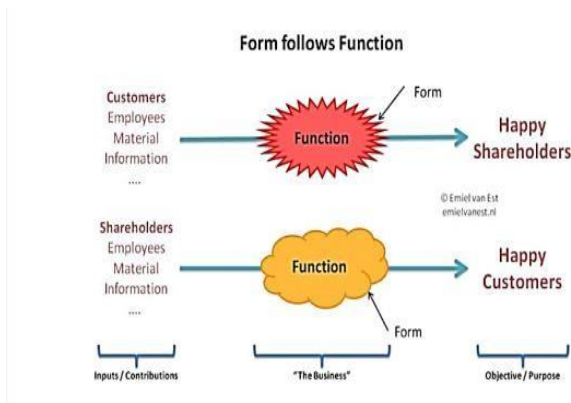 Form follows Function
Form
Customers
Employees
Material
Information
....
Function
Happy
Shareholders
© Emiel van Est
emielvanest.nl
Shareholders
Employees
Material
Information
....
Function
Happy
Customers
Form
Inputs / Contributions
"The Business"
Objective / Purpose